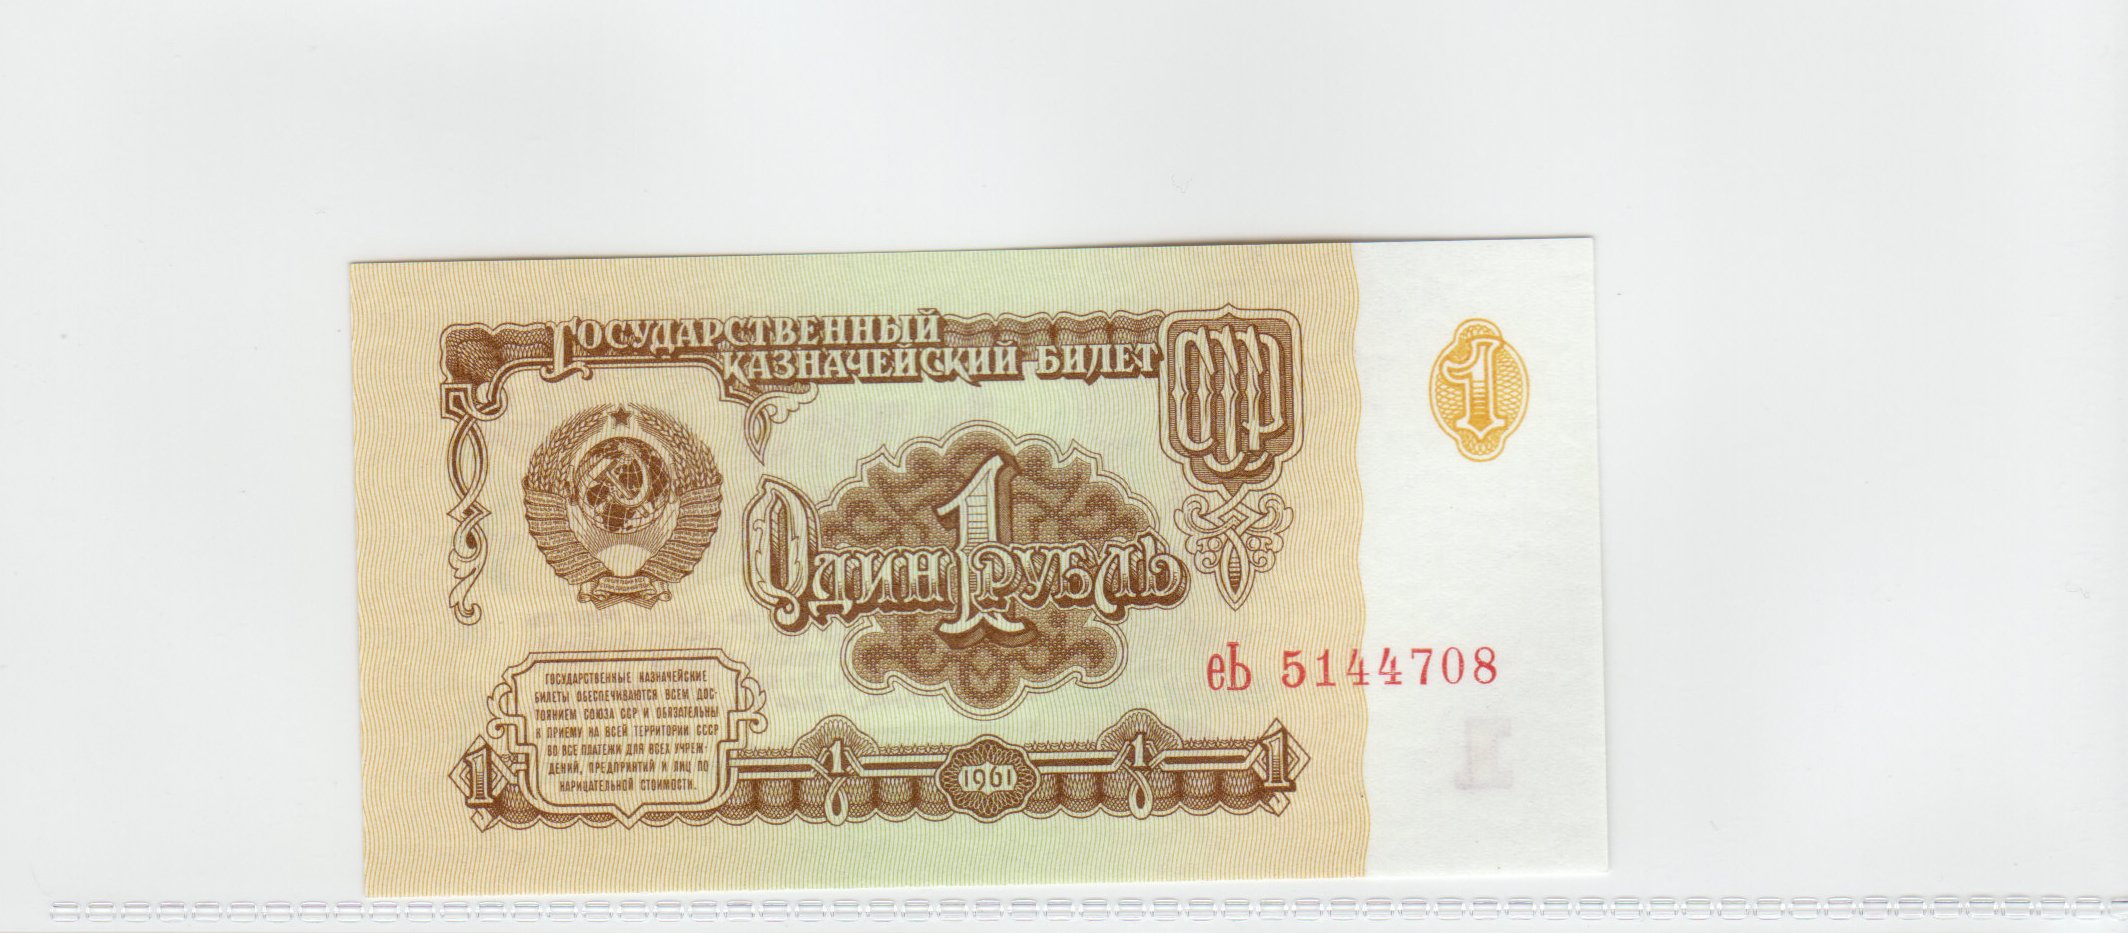 ГОСУДАРСТВЕННЫЙ
КАЗНАЧЕЙСКИЙ БИЛЕТ
СССР
1
1
ОДИН РУБЛЬ
еЬ 5144708
ГОСУДАРСТВЕННЫЕ КАЗНАЧЕЙСКИЕ
БИЛЕТЫ ОБЕСПЕЧИВАЮТСЯ ВСЕМ ДОС-
ТОЯНИЕМ СОЮЗА ССР И ОБЯЗАТЕЛЬНЫ
К ПРИЕМУ НА ВСЕЙ ТЕРРИТОРИИ СССР
ВО ВСЕ ПЛАТЕЖИ ДЛЯ ВСЕХ УЧРЕЖ-
ДЕНИЙ, ПРЕДПРИЯТИЙ И ЛИЦ ПО
НАРИЦАТЕЛЬНОЙ СТОИМОСТИ.
1 1 1961 1 1